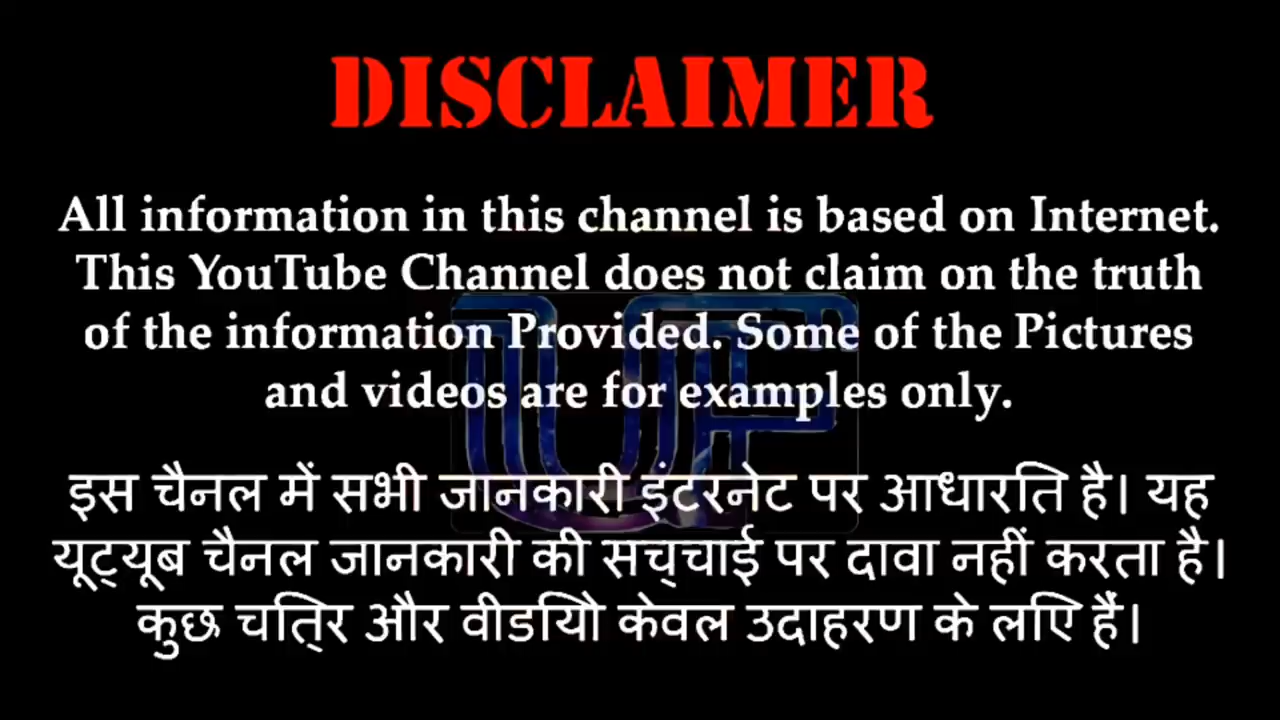 DISCLAIMER
All information in this channel is based on Internet.
This YouTube Channel does not claim on the truth
of the information Provided. Some of the Pictures
and videos are for examples only.
इस चैनल में सभी जानकारी इंटरनेट पर आधारित है। यह
यूट्यूब चैनल जानकारी की सच्चाई पर दावा नहीं करता है।
कुछ चित्र और वीडियो केवल उदाहरण के लिए हैं।